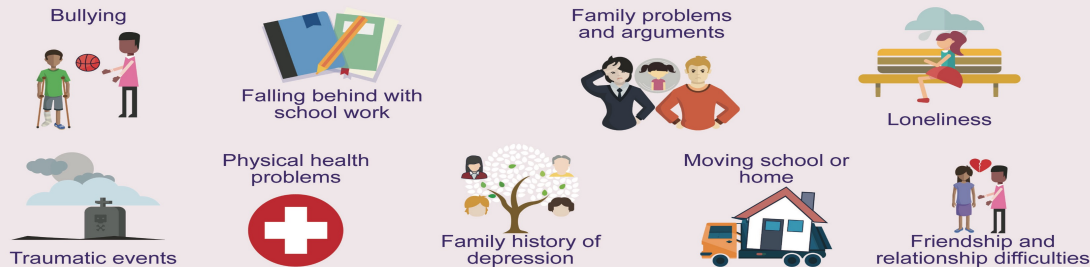 Bullying
Falling behind with
school work
Family problems
and arguments
Loneliness
Traumatic events
Physical health
problems
Family history of
depression
Moving school or
home
Friendship and
relationship difficulties